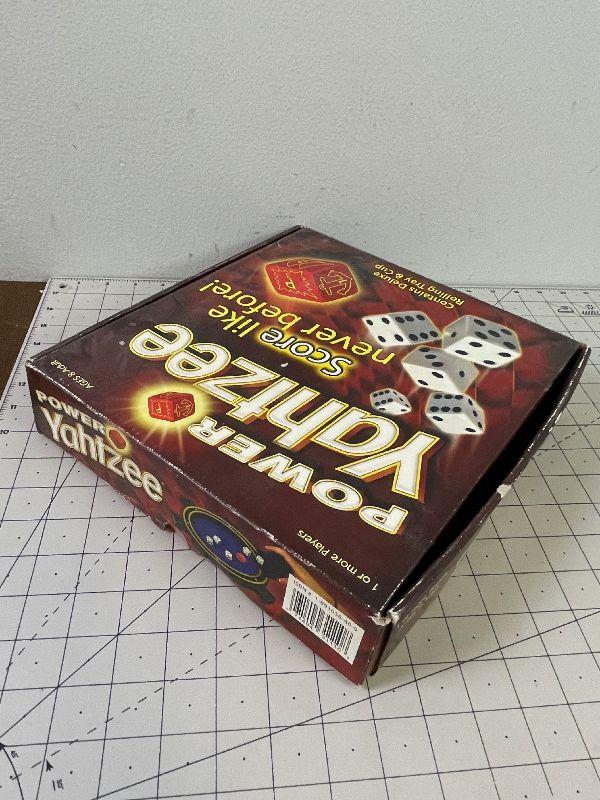 POWER
Yahtzee
Score like
never before!
Contains Deluxe
Rolling Tray & Cup
1 or more Players
AGES 8-Adult
P
POWER
Yahtzee